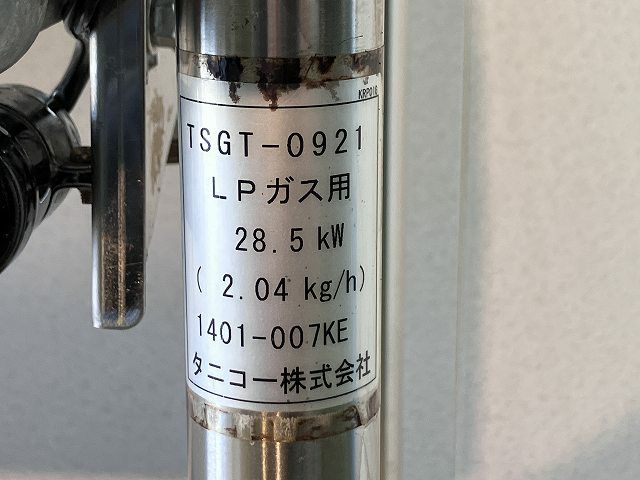 KRP016
TSGT-0921
LPガス用
28.5 kW
( 2.04 kg/h)
1401-007KE
タニコー株式会社